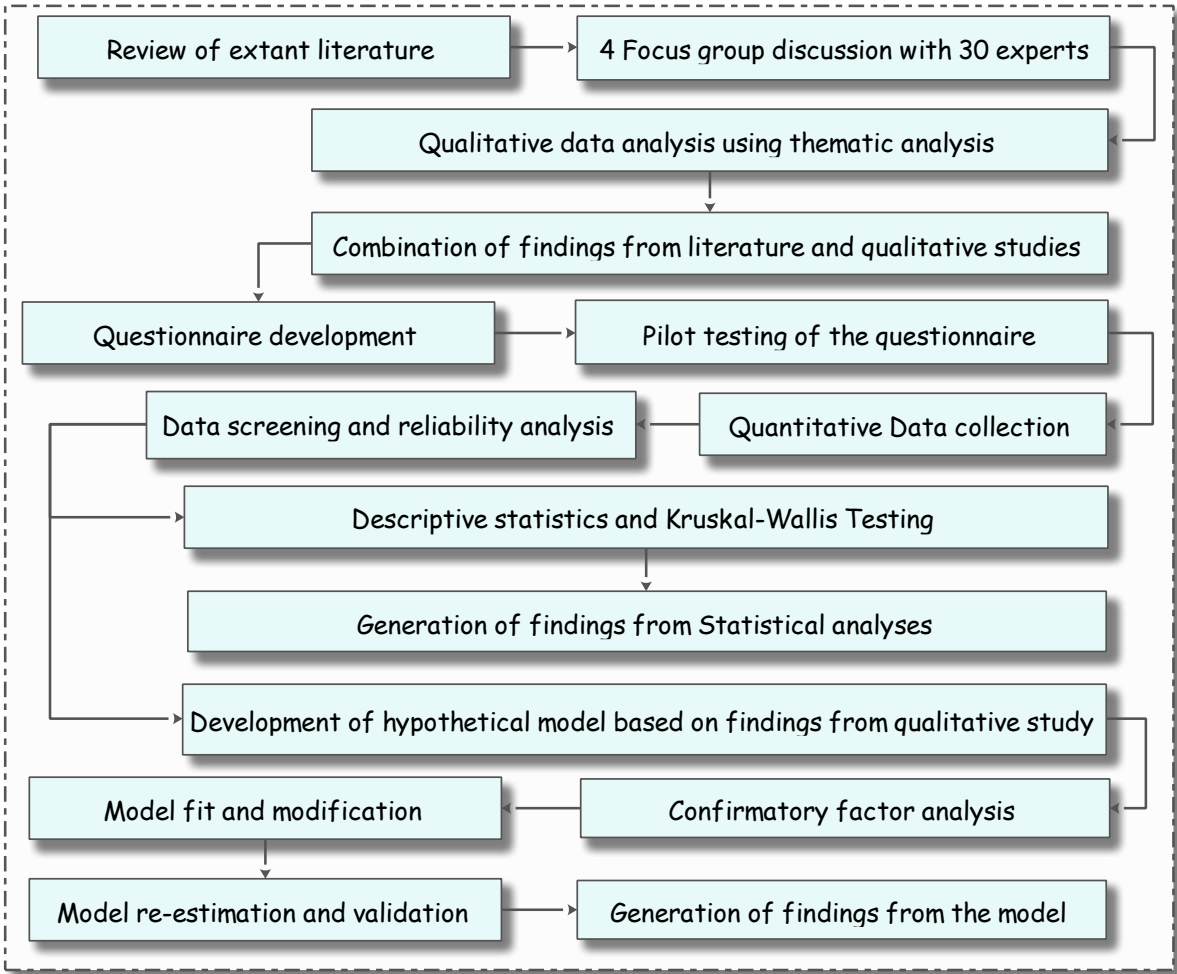 Review of extant literature
4 Focus group discussion with 30 experts
Qualitative data analysis using thematic analysis
Combination of findings from literature and qualitative studies
Questionnaire development
Pilot testing of the questionnaire
Data screening and reliability analysis
Quantitative Data collection
Descriptive statistics and Kruskal-Wallis Testing
Generation of findings from Statistical analyses
Development of hypothetical model based on findings from qualitative study
Model fit and modification
Confirmatory factor analysis
Model re-estimation and validation
Generation of findings from the model